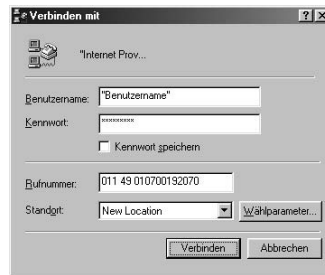 Verbinden mit
"Internet Prov...
Benutzername: "Benutzername"
Kennwort: xxxxxxxxx
Kennwort speichern
Rufnummer: 011 49 010700192070
Standort: New Location Wählparameter...
Verbinden Abbrechen